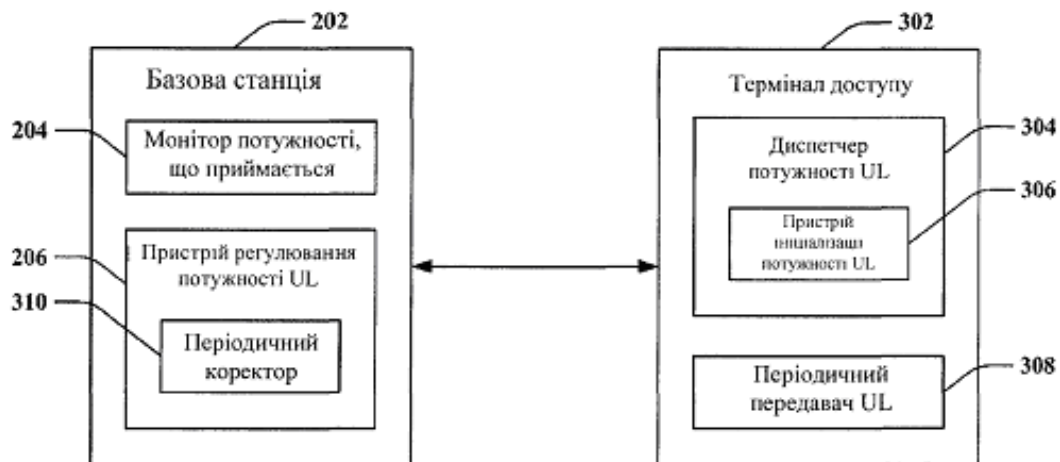 202
Базова станція
204
Монітор потужності,
що приймається
206
Пристрій регулювання
потужності UL
310
Періодичний
коректор
302
Термінал доступу
304
Диспетчер
потужності UL
306
Пристрій
ініціалізації
потужності UL
308
Періодичний
передавач UL